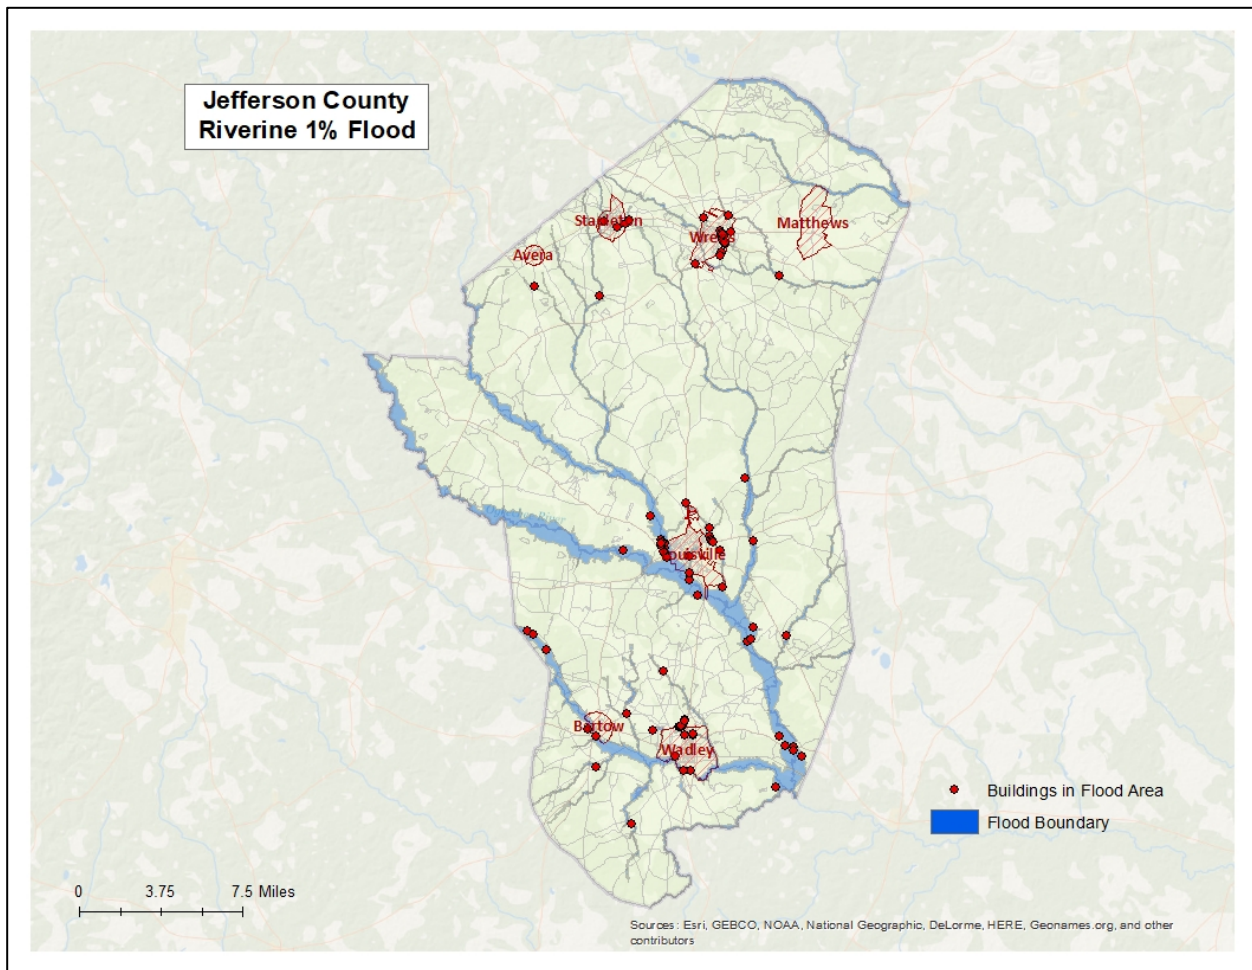 Jefferson County
Riverine 1% Flood
Stapleton
Wrens
Matthews
Avera
Louisville
Bartow
Wadley
Buildings in Flood Area
Flood Boundary
0 3.75 7.5 Miles
Sources: Esri, GEBCO, NOAA, National Geographic, DeLorme, HERE, Geonames.org, and other
contributors